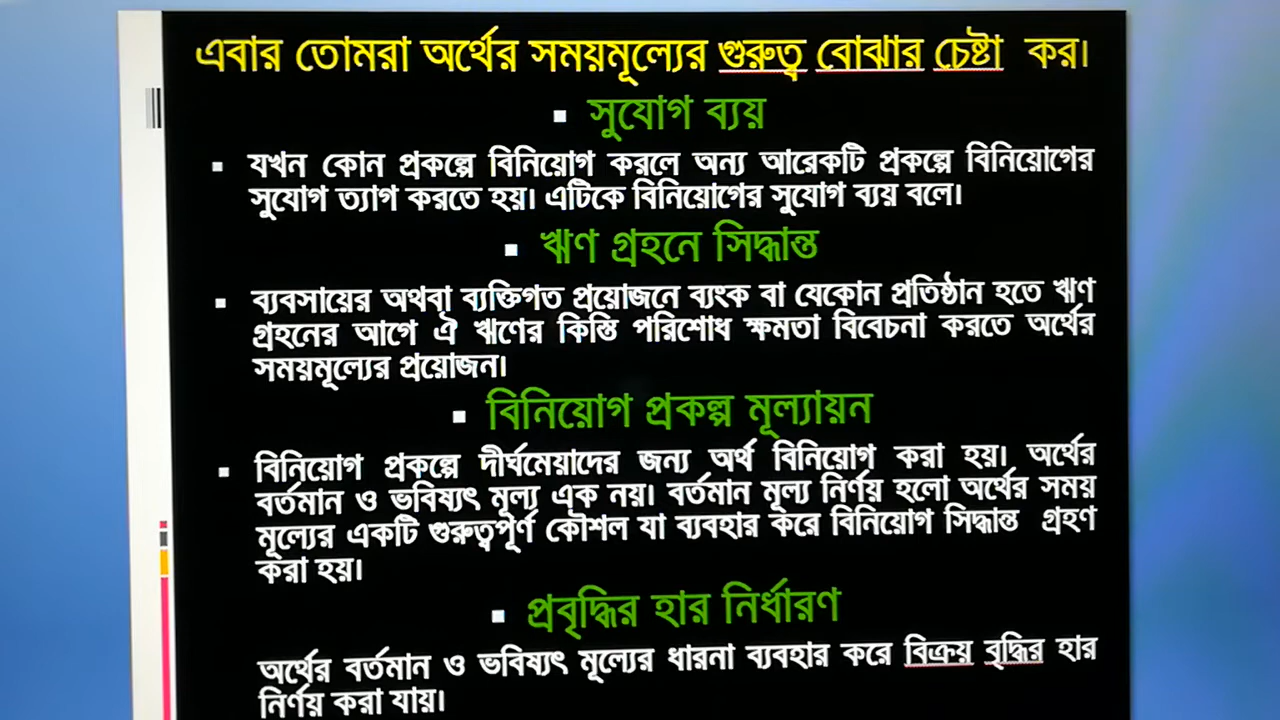 এবার তোমরা অর্থের সময়মূল্যের গুরুত্ব বোঝার চেষ্টা কর।
▪ সুযোগ ব্যয়
▪ যখন কোন প্রকল্পে বিনিয়োগ করলে অন্য আরেকটি প্রকল্পে বিনিয়োগের
সুযোগ ত্যাগ করতে হয়। এটিকে বিনিয়োগের সুযোগ ব্যয় বলে।
▪ ঋণ গ্রহনে সিদ্ধান্ত
▪ ব্যবসায়ের অথবা ব্যক্তিগত প্রয়োজনে ব্যংক বা যেকোন প্রতিষ্ঠান হতে ঋণ
গ্রহনের আগে ঐ ঋণের কিস্তি পরিশোধ ক্ষমতা বিবেচনা করতে অর্থের
সময়মূল্যের প্রয়োজন।
▪ বিনিয়োগ প্রকল্প মূল্যায়ন
▪ বিনিয়োগ প্রকল্পে দীর্ঘমেয়াদের জন্য অর্থ বিনিয়োগ করা হয়। অর্থের
বর্তমান ও ভবিষ্যৎ মূল্য এক নয়। বর্তমান মূল্য নির্ণয় হলো অর্থের সময়
মূল্যের একটি গুরুত্বপূর্ণ কৌশল যা ব্যবহার করে বিনিয়োগ সিদ্ধান্ত গ্রহণ
করা হয়।
▪ প্রবৃদ্ধির হার নির্ধারণ
অর্থের বর্তমান ও ভবিষ্যৎ মূল্যের ধারনা ব্যবহার করে বিক্রয় বৃদ্ধির হার
নির্ণয় করা যায়।